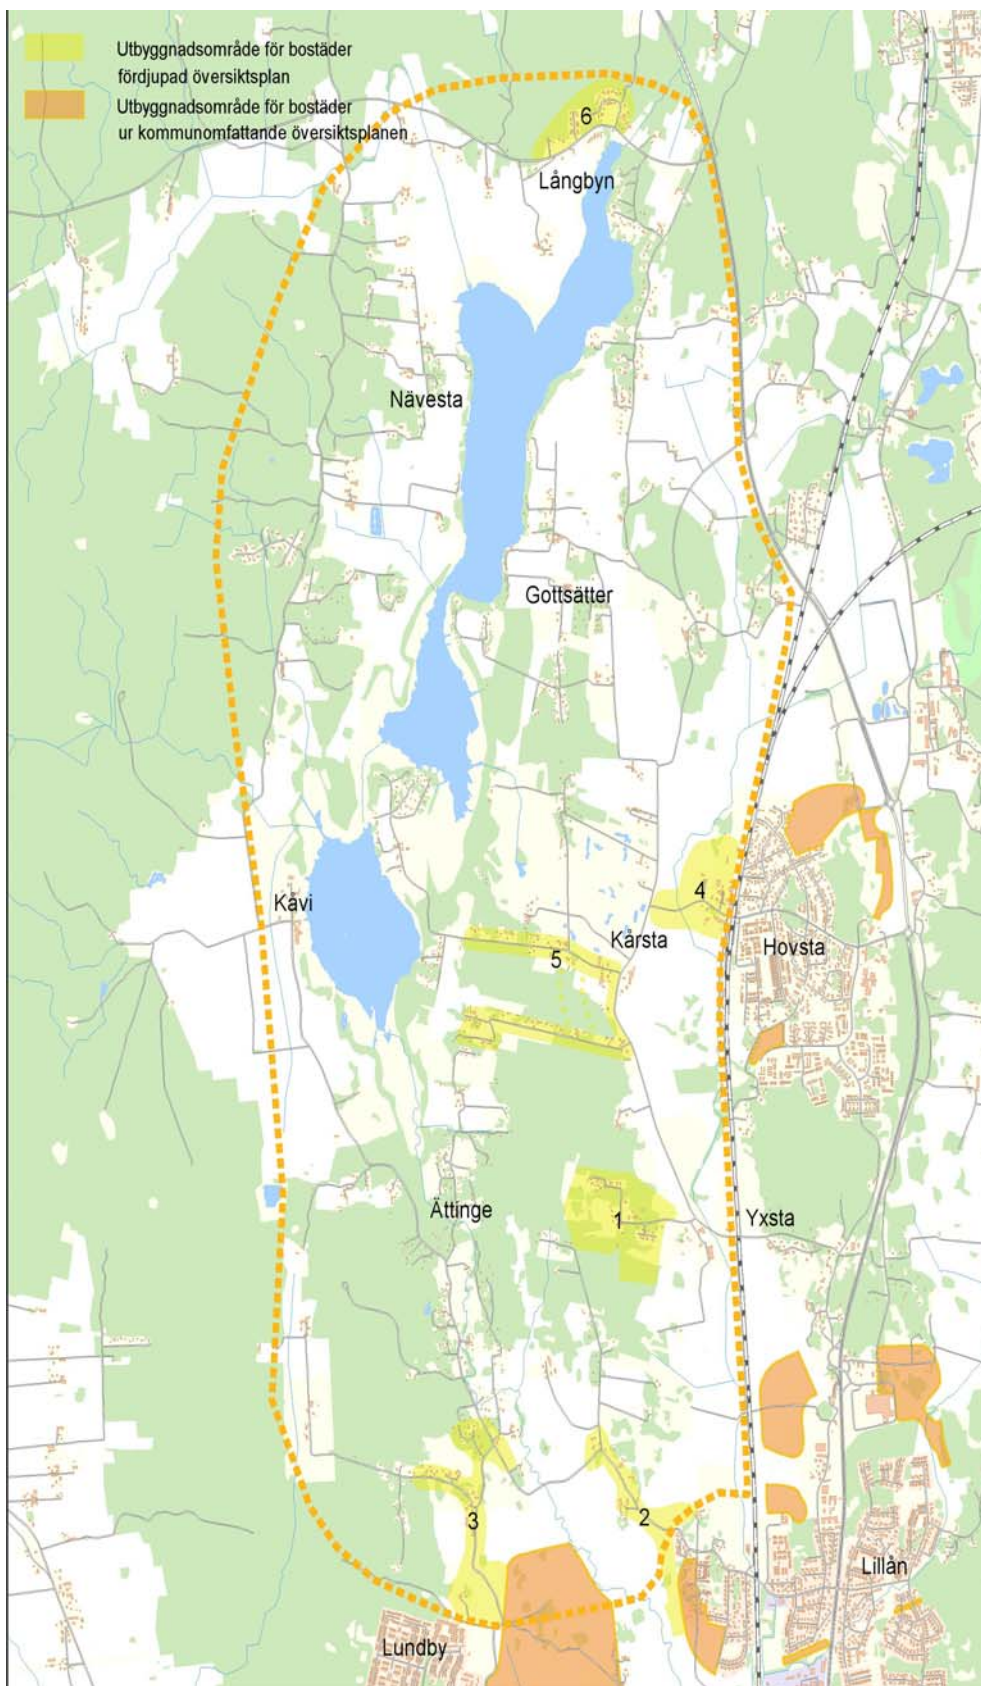 Utbyggnadsområde för bostäder
fördjupad översiktsplan
Utbyggnadsområde för bostäder
ur kommunomfattande översiktsplanen
6
Långbyn
Nävesta
Gottsätter
4
Kåvi
Kårsta
Hovsta
5
Ättinge
1
Yxsta
3
2
Lillån
Lundby